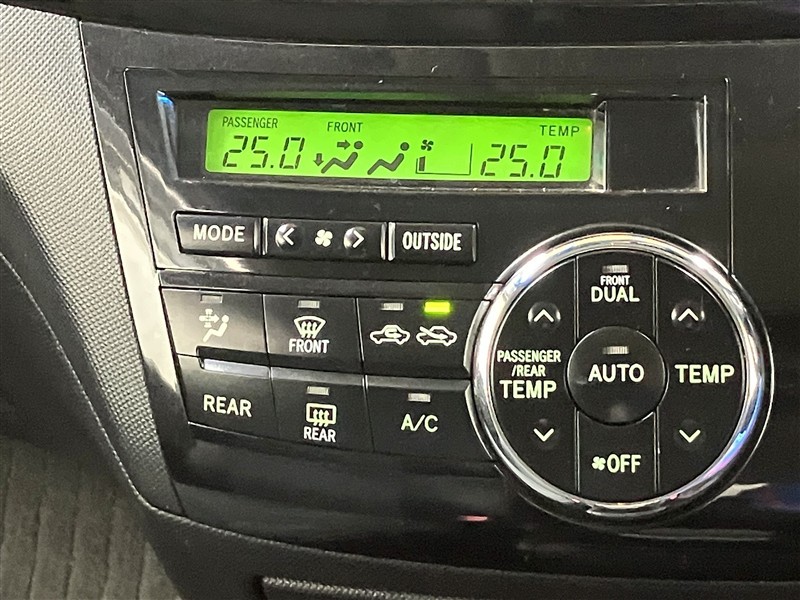 PASSENGER FRONT TEMP
25.0 25.0
MODE OUTSIDE
FRONT
DUAL
FRONT
PASSENGER
/REAR
TEMP
AUTO
TEMP
REAR
REAR
A/C
OFF